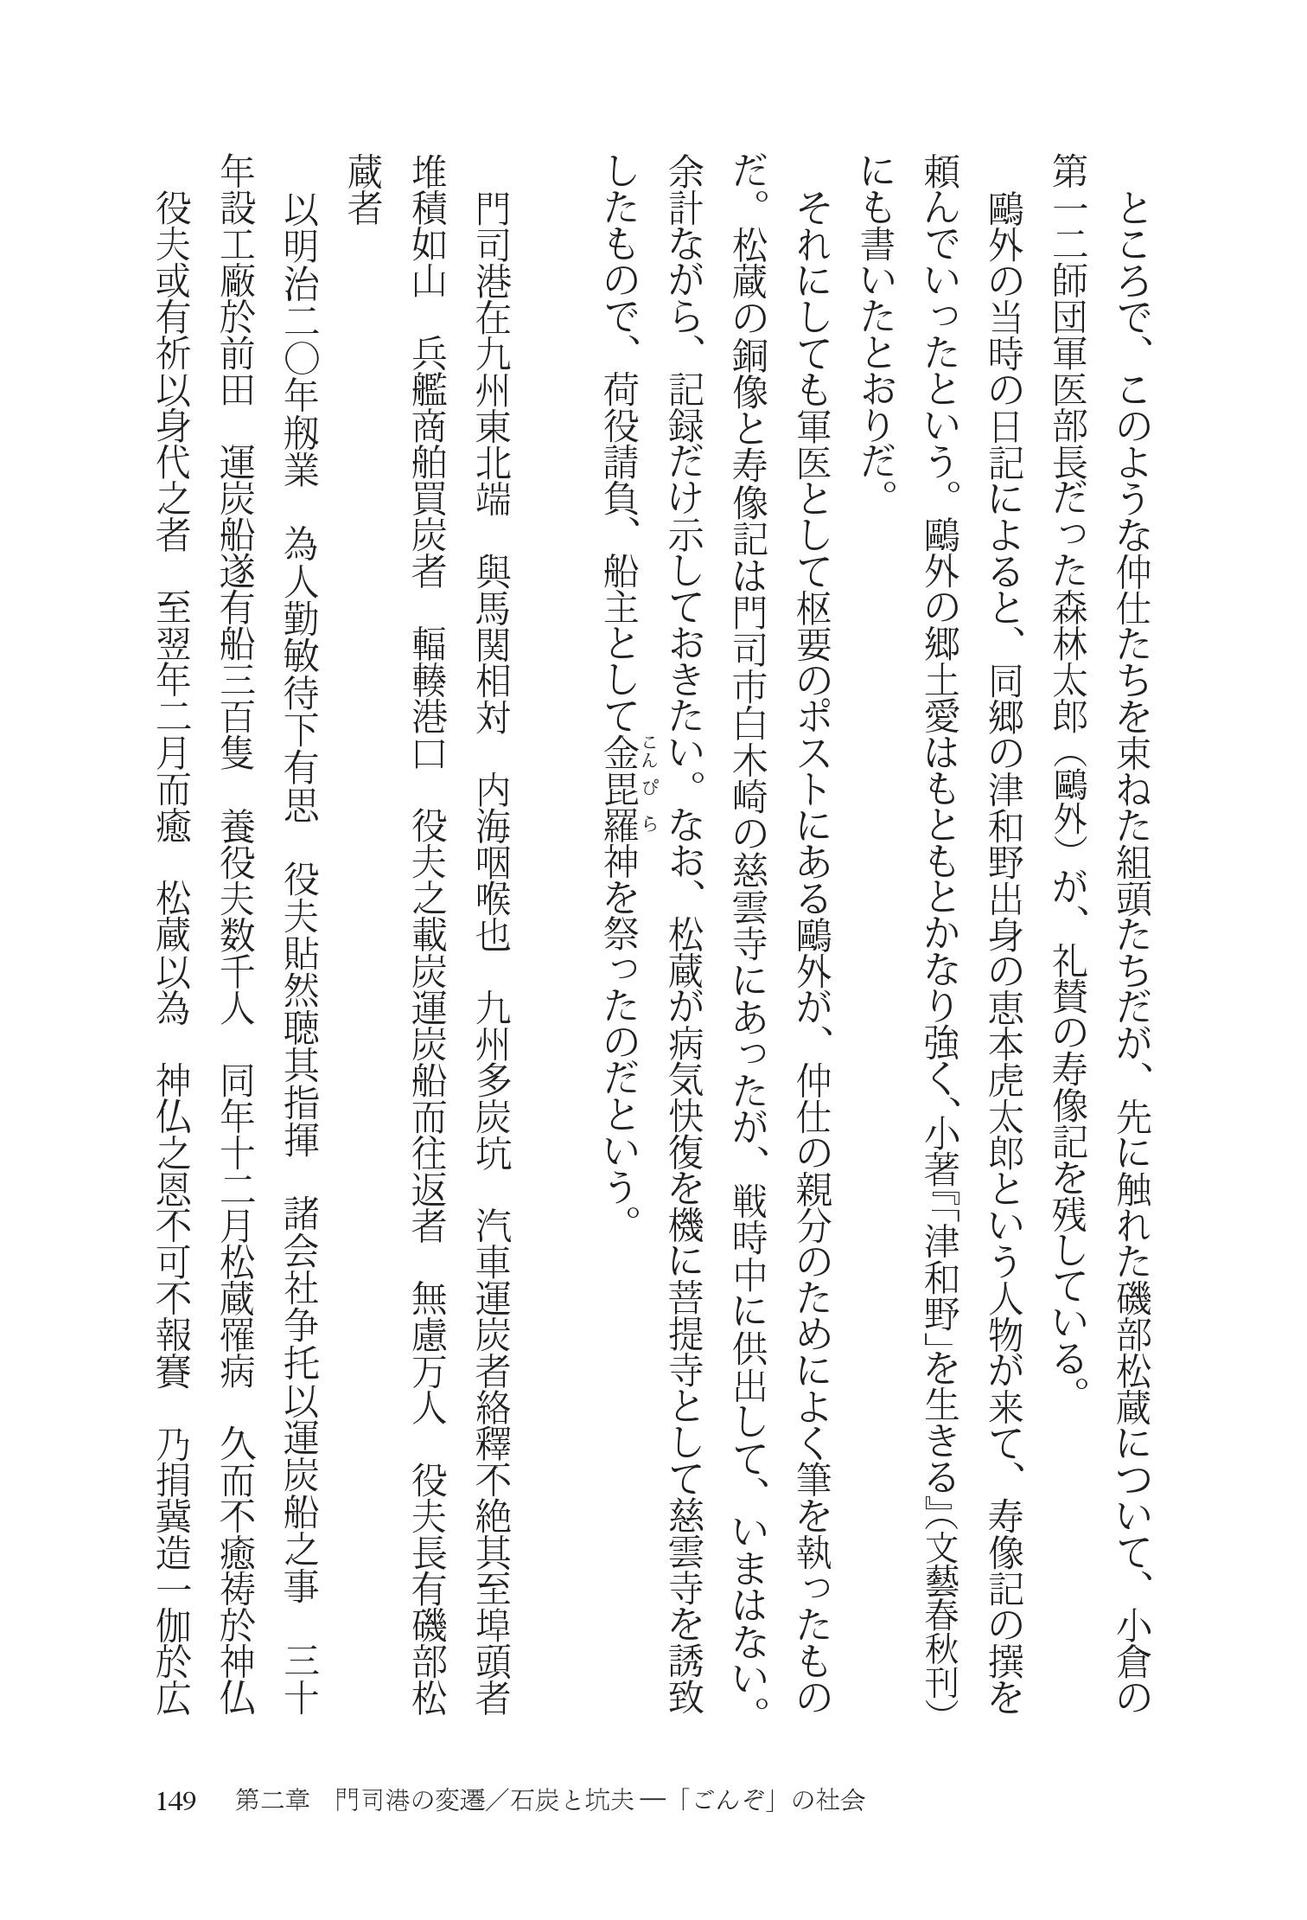 ところで、このような仲仕たちを束ねた組頭たちだが、先に触れた磯部松蔵について、小倉の
第一二師団軍医部長だった森林太郎（鷗外）が、礼賛の寿像記を残している。
鷗外の当時の日記によると、同郷の津和野出身の恵本虎太郎という人物が来て、寿像記の撰を
頼んでいったという。鷗外の郷土愛はもともとかなり強く、小著『「津和野」を生きる』（文藝春秋刊）
にも書いたとおりだ。
それにしても軍医として枢要のポストにある鷗外が、仲仕の親分のためによく筆を執ったもの
だ。松蔵の銅像と寿像記は門司市白木崎の慈雲寺にあったが、戦時中に供出して、いまはない。
余計ながら、記録だけ示しておきたい。なお、松蔵が病気快復を機に菩提寺として慈雲寺を誘致
したもので、荷役請負、船主として金毘羅神を祭ったのだという。
こんぴら
門司港在九州東北端　與馬関相対　内海咽喉也　九州多炭坑　汽車運炭者絡釋不絶其至埠頭者
堆積如山　兵艦商舶買炭者　輻輳港口　役夫之載炭運炭船而往返者　無慮万人　役夫長有磯部松
蔵者
以明治二〇年剏業　為人勤敏待下有思　役夫貼然聴其指揮　諸会社争托以運炭船之事　三十
年設工廠於前田　運炭船遂有船三百隻　養役夫数千人　同年十二月松蔵罹病　久而不癒祷於神仏
役夫或有祈以身代之者　至翌年二月而癒　松蔵以為　神仏之恩不可不報賽　乃捐冀造一伽於広
149　第二章　門司港の変遷／石炭と坑夫―「ごんぞ」の社会